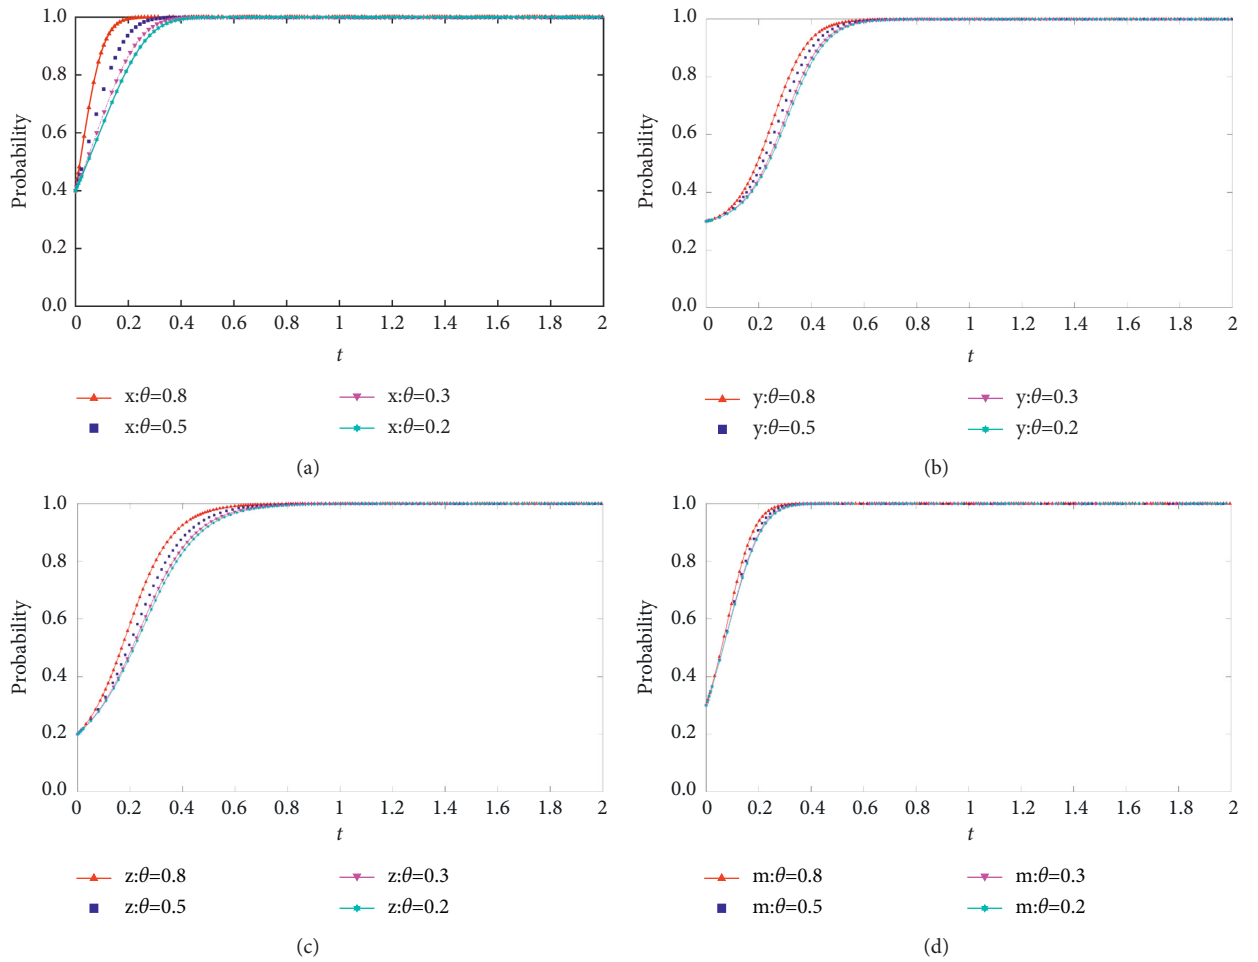 1.0
0.8
0.6
0.4
0.2
0.0
Probability
0 0.2 0.4 0.6 0.8 1 1.2 1.4 1.6 1.8 2
t
x:θ=0.8 x:θ=0.3
x:θ=0.5 x:θ=0.2
(a)
1.0
0.8
0.6
0.4
0.2
0.0
Probability
0 0.2 0.4 0.6 0.8 1 1.2 1.4 1.6 1.8 2
t
y:θ=0.8 y:θ=0.3
y:θ=0.5 y:θ=0.2
(b)
1.0
0.8
0.6
0.4
0.2
0.0
Probability
0 0.2 0.4 0.6 0.8 1 1.2 1.4 1.6 1.8 2
t
z:θ=0.8 z:θ=0.3
z:θ=0.5 z:θ=0.2
(c)
1.0
0.8
0.6
0.4
0.2
0.0
Probability
0 0.2 0.4 0.6 0.8 1 1.2 1.4 1.6 1.8 2
t
m:θ=0.8 m:θ=0.3
m:θ=0.5 m:θ=0.2
(d)